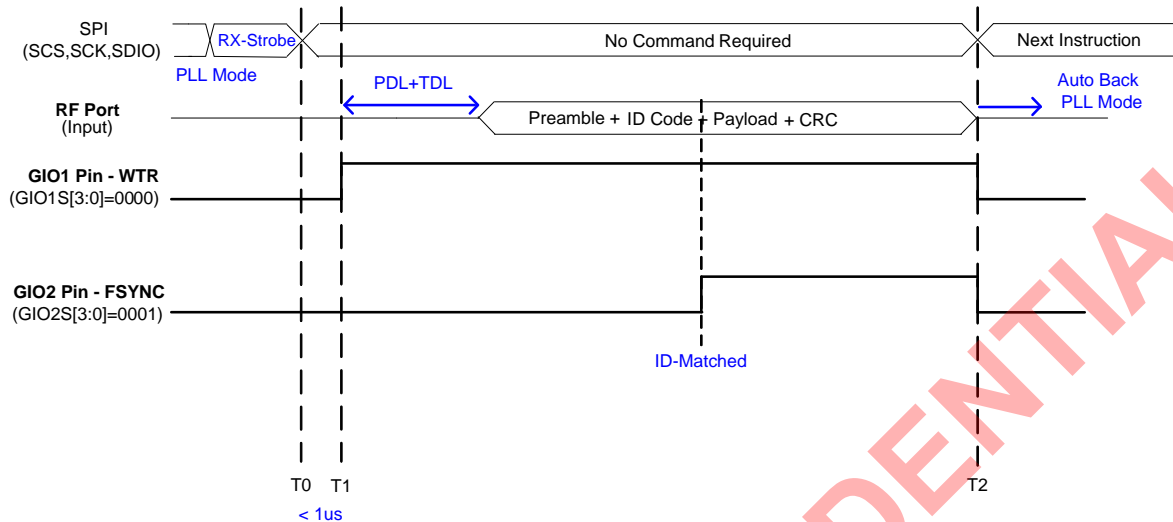 SPI
(SCS,SCK,SDIO)
RX-Strobe
No Command Required
Next Instruction
PLL Mode
PDL+TDL
Auto Back
PLL Mode
RF Port
(Input)
Preamble + ID Code + Payload + CRC
GIO1 Pin - WTR
(GIO1S[3:0]=0000)
GIO2 Pin - FSYNC
(GIO2S[3:0]=0001)
ID-Matched
T0 T1
T2
< 1us
DENTIAL